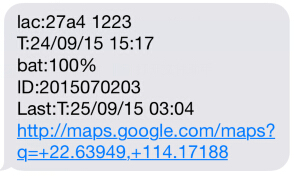 lac:27a4 1223
T:24/09/15 15:17
bat:100%
ID:2015070203
Last:T:25/09/15 03:04
http://maps.google.com/maps?
q=+22.63949,+114.17188